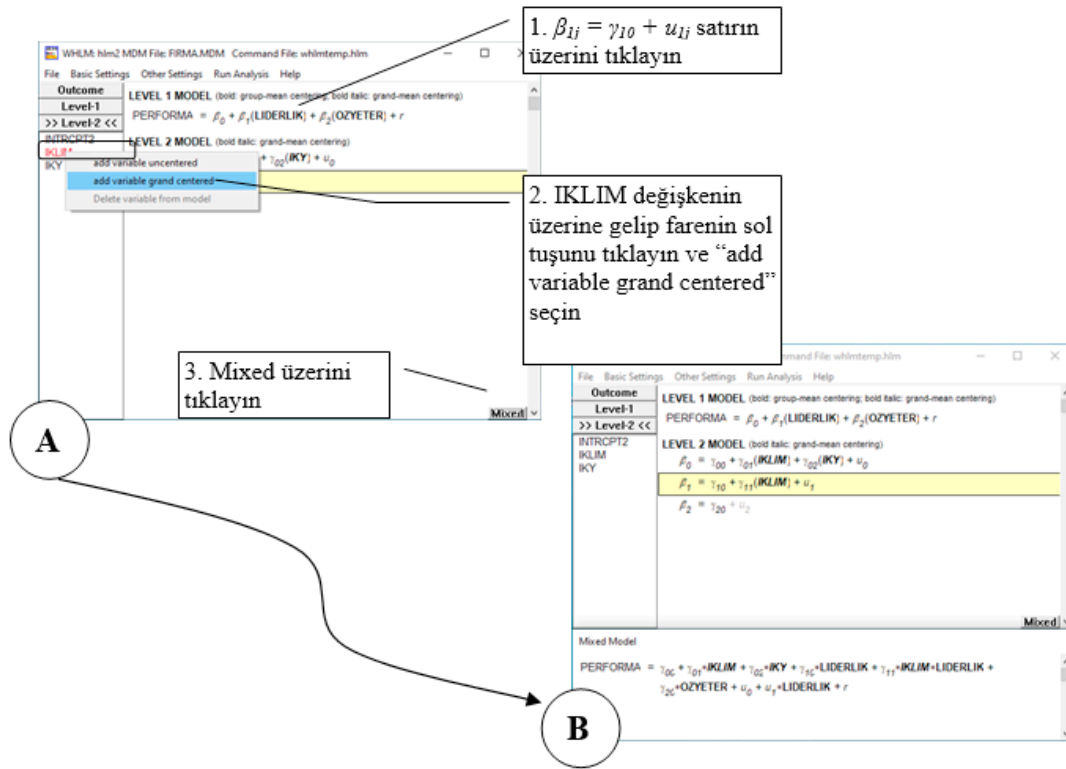 1. β1j = γ10 + u1j satırın
üzerini tıklayın
WHLM: hlm2 MDM File: FIRMA.MDM Command File: whlmtemp.hlm
File Basic Settings Other Settings Run Analysis Help
Outcome
Level-1
>> Level-2 <<
INTRCPT2
IKLIM
IKY
LEVEL 1 MODEL (bold: group-mean centering; bold italic: grand-mean centering)
PERFORMA = β0 + β1(LIDERLIK) + β2(OZYETER) + r
LEVEL 2 MODEL (bold italic: grand-mean centering)
+ γ02(IKY) + u0
add variable uncentered
add variable grand centered
Delete variable from model
2. IKLIM değişkenin
üzerine gelip farenin sol
tuşunu tıklayın ve “add
variable grand centered”
seçin
3. Mixed üzerini
tıklayın
Mixed
A
mmand File: whlmtemp.hlm
File Basic Settings Other Settings Run Analysis Help
Outcome
Level-1
>> Level-2 <<
INTRCPT2
IKLIM
IKY
LEVEL 1 MODEL (bold: group-mean centering; bold italic: grand-mean centering)
PERFORMA = β0 + β1(LIDERLIK) + β2(OZYETER) + r
LEVEL 2 MODEL (bold italic: grand-mean centering)
β0 = γ00 + γ01(IKLIM) + γ02(IKY) + u0
β1 = γ10 + γ11(IKLIM) + u1
β2 = γ20 + u2
Mixed
Mixed Model
PERFORMA = γ00 + γ01*IKLIM + γ02*IKY + γ10*LIDERLIK + γ11*IKLIM*LIDERLIK +
γ20*OZYETER + u0 + u1*LIDERLIK + r
B